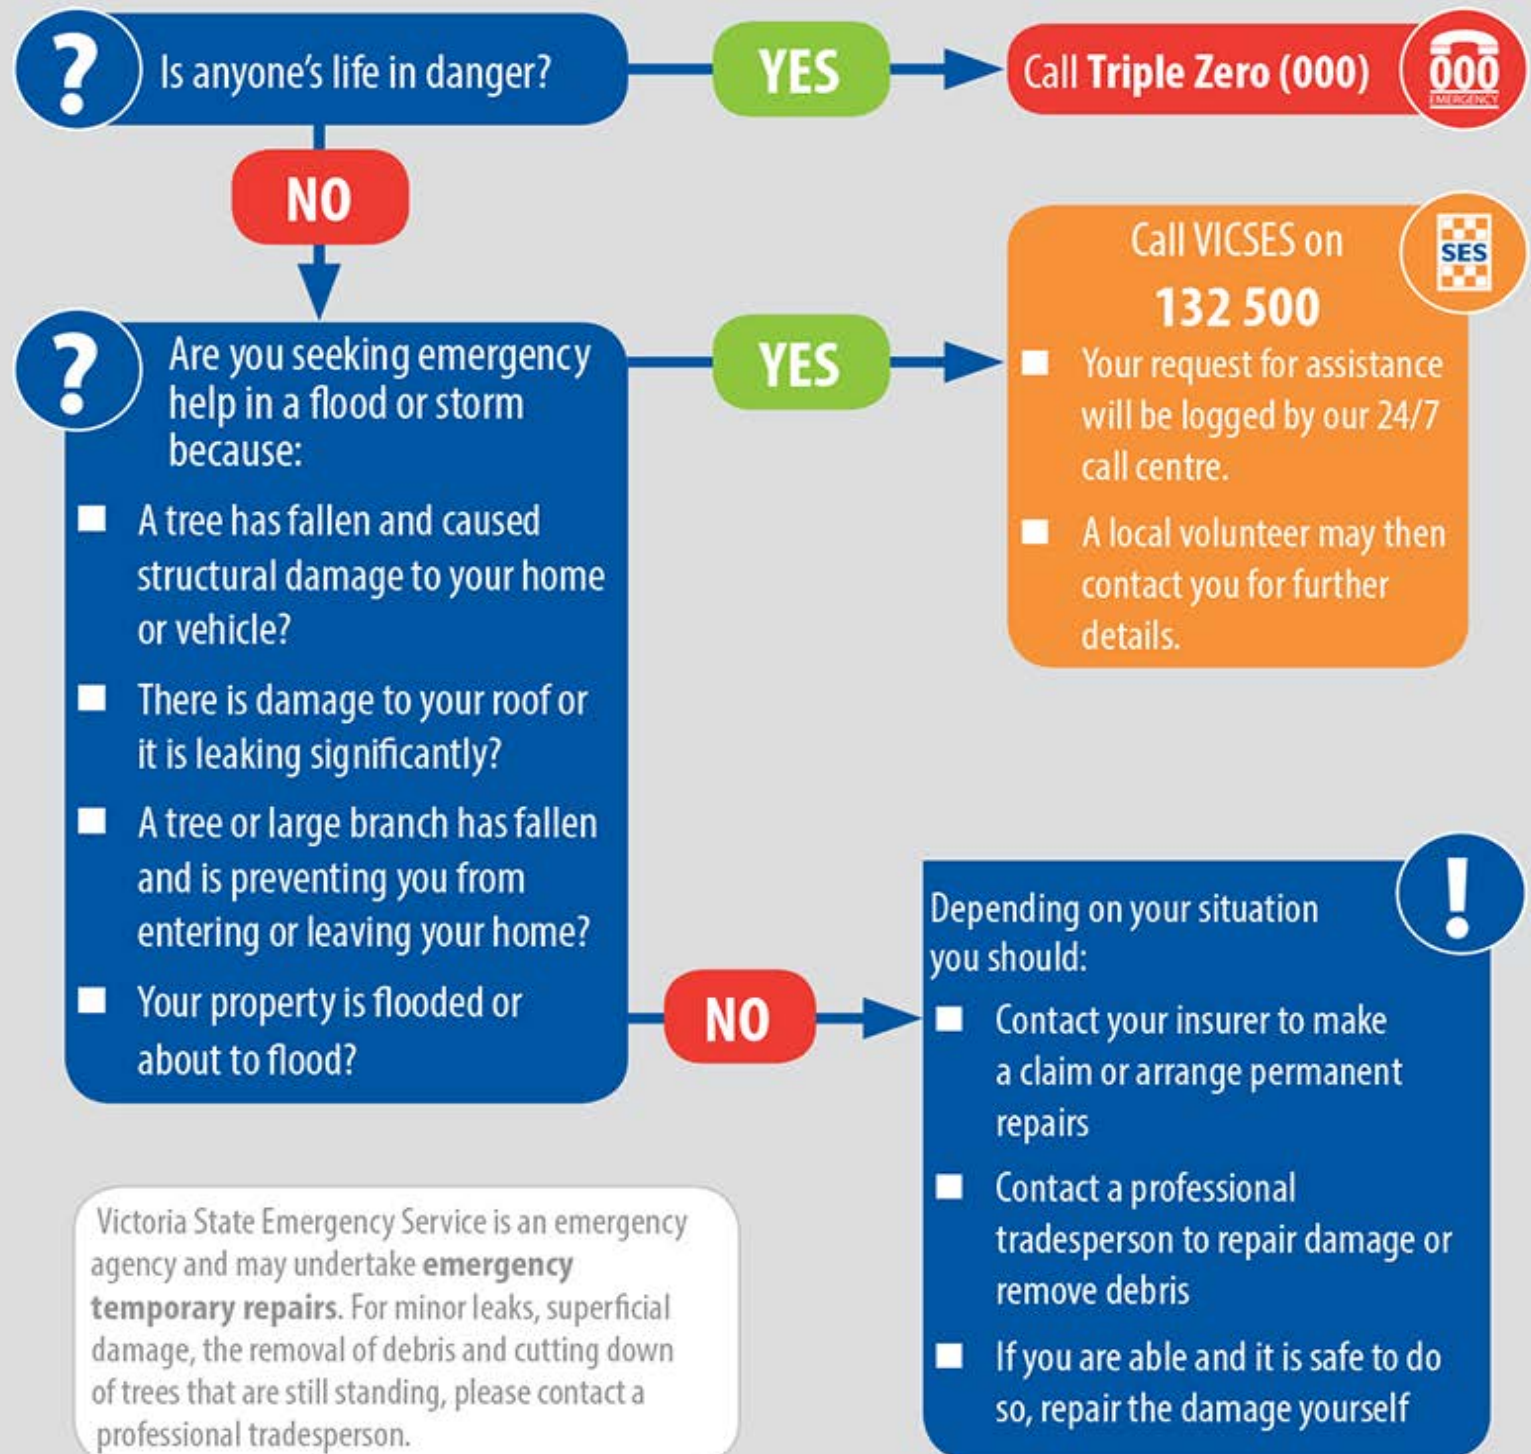 ?
Is anyone's life in danger?
YES
Call Triple Zero (000)
000
EMERGENCY
NO
?
Are you seeking emergency
help in a flood or storm
because:
■ A tree has fallen and caused
structural damage to your home
or vehicle?
■ There is damage to your roof or
it is leaking significantly?
■ A tree or large branch has fallen
and is preventing you from
entering or leaving your home?
■ Your property is flooded or
about to flood?
YES
Call VICSES on
132 500
SES
■ Your request for assistance
will be logged by our 24/7
call centre.
■ A local volunteer may then
contact you for further
details.
NO
!
Depending on your situation
you should:
■ Contact your insurer to make
a claim or arrange permanent
repairs
■ Contact a professional
tradesperson to repair damage or
remove debris
■ If you are able and it is safe to do
so, repair the damage yourself
Victoria State Emergency Service is an emergency
agency and may undertake emergency
temporary repairs. For minor leaks, superficial
damage, the removal of debris and cutting down
of trees that are still standing, please contact a
professional tradesperson.